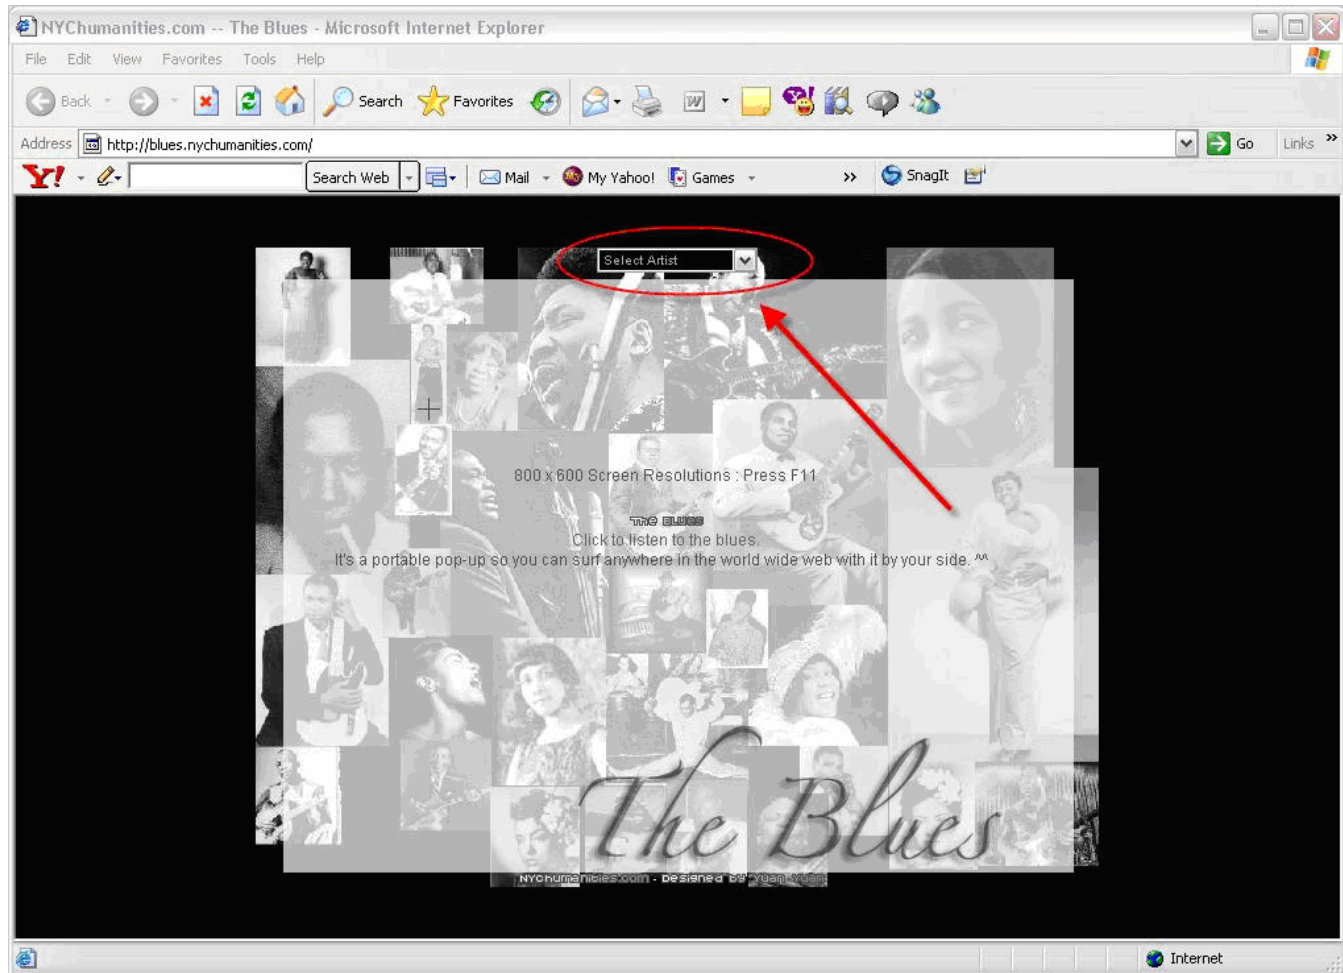 NYChumanities.com -- The Blues - Microsoft Internet Explorer
File Edit View Favorites Tools Help
Back Search Favorites
Address http://blues.nychumanities.com/ Go Links »
Y! Search Web Mail My Yahoo! Games » SnagIt
Select Artist
800 x 600 Screen Resolutions : Press F11
THE BLUES
Click to listen to the blues.
It's a portable pop-up so you can surf anywhere in the world wide web with it by your side. ^^
The Blues
NYChumanities.com - Designed By Yuan Yuan
Internet